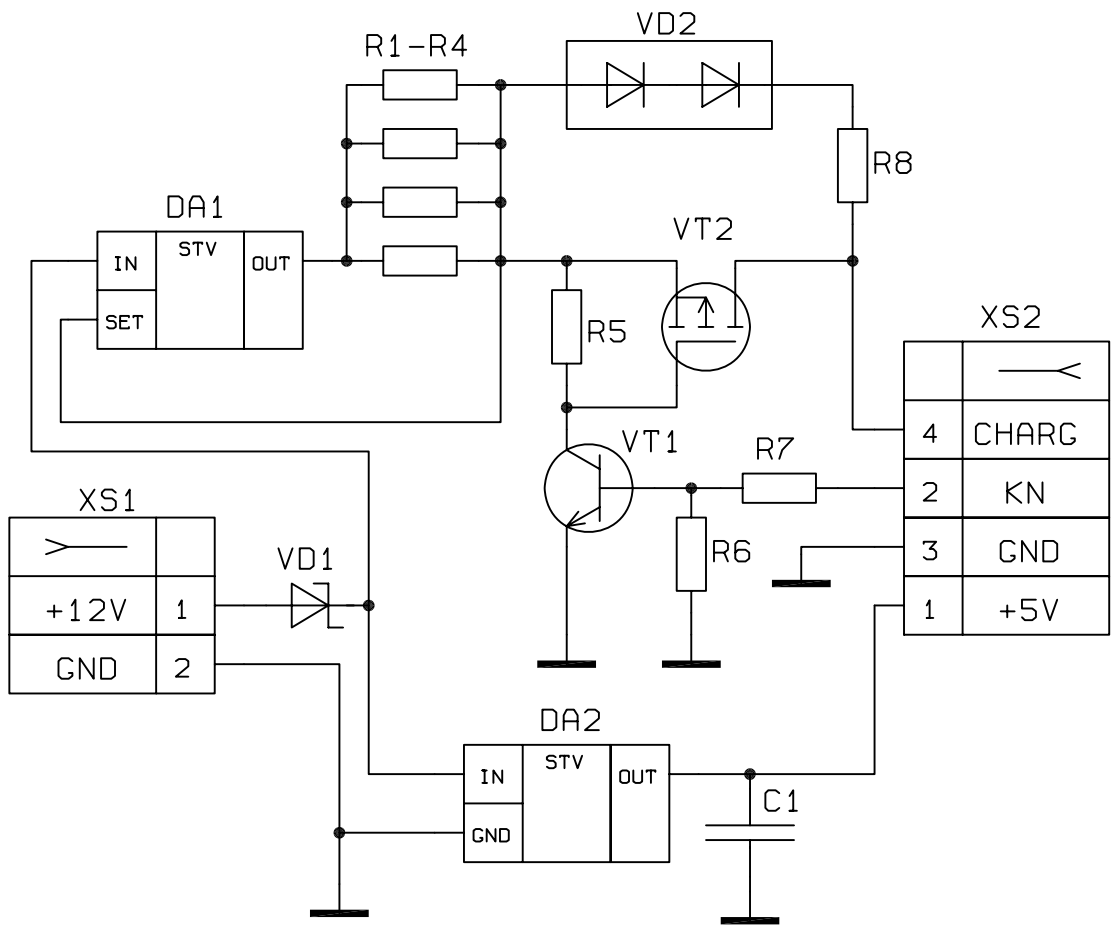 VD2
R1-R4
R8
DA1
VT2
IN
STV
OUT
SET
R5
XS2
VT1
R7
4 CHARG
2 KN
3 GND
1 +5V
R6
XS1
VD1
+12V 1
GND 2
DA2
IN
STV
OUT
GND
C1